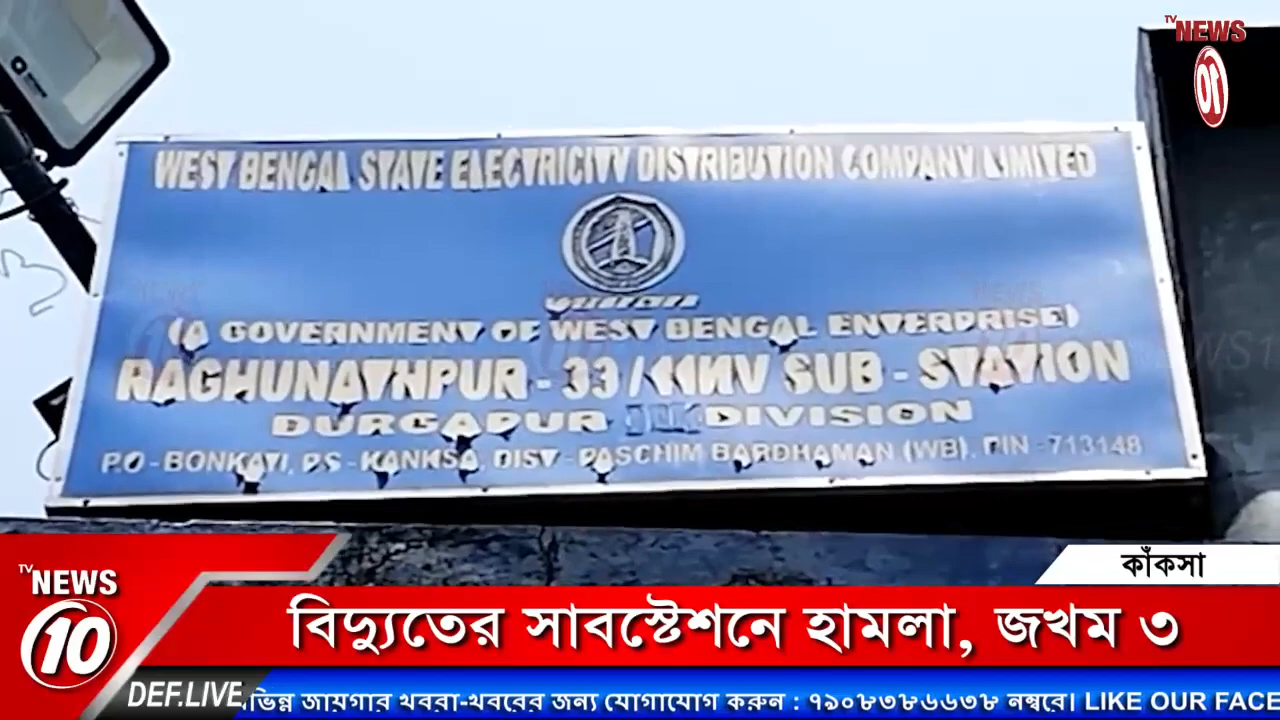 TV NEWS
10
WEST BENGAL STATE ELECTRICITY DISTRIBUTION COMPANY LIMITED
(A GOVERNMENT OF WEST BENGAL ENTERPRISE)
RAGHUNATHPUR - 33/11KV SUB - STATION
DURGAPUR DIVISION
P.O - BONKATI, P.S - KANKSA, DIST - PASCHIM BARDHAMAN (WB), PIN - 713148
কাঁকসা
TV NEWS
10
বিদ্যুতের সাবস্টেশনে হামলা, জখম ৩
DEF.LIVE
ভিন্ন জায়গার খবরা-খবরের জন্য যোগাযোগ করুন : ৭৯০৮৩৮৬৬৩৮ নম্বরে। LIKE OUR FACE